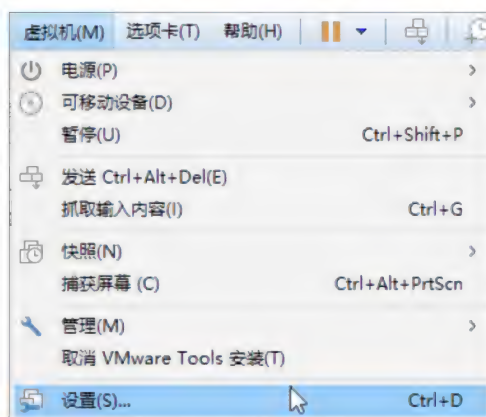 虚拟机(M) 选项卡(T) 帮助(H)
电源(P)
可移动设备(D)
暂停(U) Ctrl+Shift+P
发送 Ctrl+Alt+Del(E)
抓取输入内容(I) Ctrl+G
快照(N)
捕获屏幕 (C) Ctrl+Alt+PrtScn
管理(M)
取消 VMware Tools 安装(T)
设置(S)... Ctrl+D